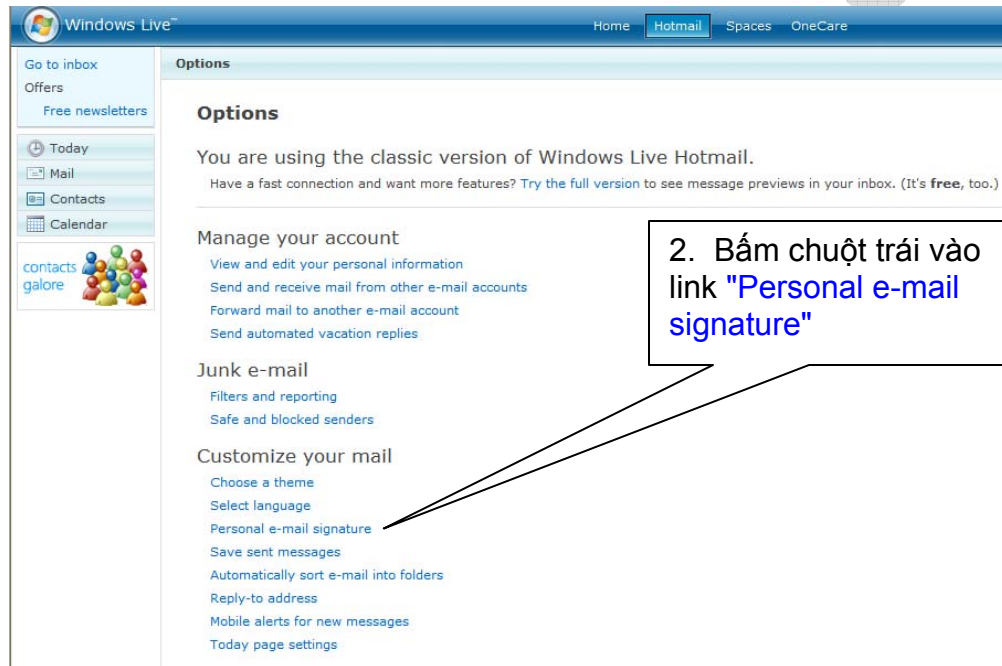 Windows Live™
Home Hotmail Spaces OneCare
Go to inbox
Offers
Free newsletters
Today
Mail
Contacts
Calendar
contacts
galore
Options
Options
You are using the classic version of Windows Live Hotmail.
Have a fast connection and want more features? Try the full version to see message previews in your inbox. (It's free, too.)
Manage your account
View and edit your personal information
Send and receive mail from other e-mail accounts
Forward mail to another e-mail account
Send automated vacation replies
Junk e-mail
Filters and reporting
Safe and blocked senders
Customize your mail
Choose a theme
Select language
Personal e-mail signature
Save sent messages
Automatically sort e-mail into folders
Reply-to address
Mobile alerts for new messages
Today page settings
2. Bấm chuột trái vào
link "Personal e-mail
signature"